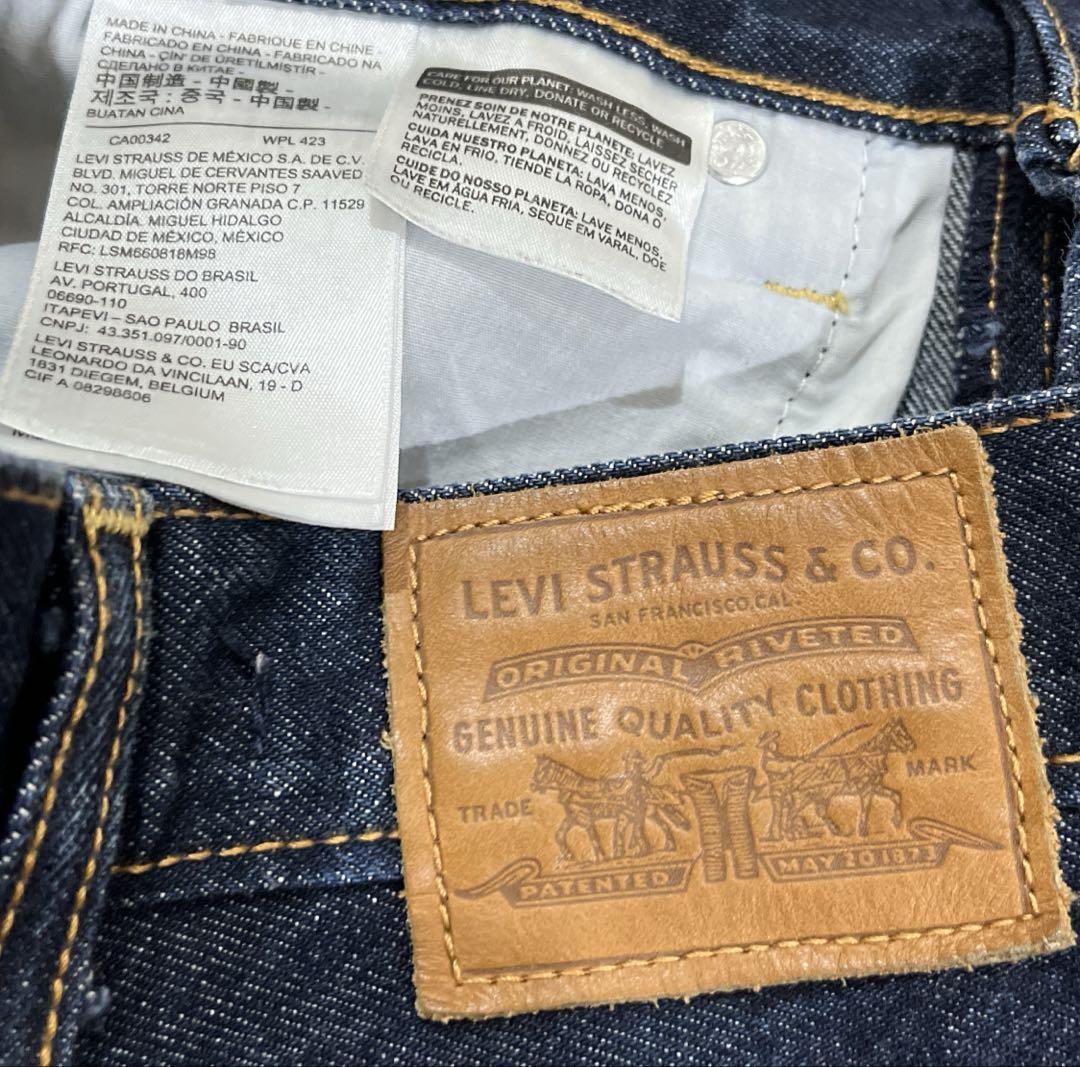 MADE IN CHINA - FABRIQUE EN CHINE -
FABRICADO EN CHINA - FABRICADO NA
CHINA - ÇİN' DE ÜRETİLMİŞTİR -
СДЕЛАНО В КИТАЕ -
中国制造 - 中國製 -
제조국 : 중국 - 中国製 -
BUATAN CINA
CA00342 WPL 423
LEVI STRAUSS DE MÉXICO S.A. DE C.V.
BLVD. MIGUEL DE CERVANTES SAAVED
NO. 301, TORRE NORTE PISO 7
COL. AMPLIACIÓN GRANADA C.P. 11529
ALCALDÍA, MIGUEL HIDALGO
CIUDAD DE MÉXICO, MÉXICO
RFC: LSM660818M98
LEVI STRAUSS DO BRASIL
AV. PORTUGAL, 400
06690-110
ITAPEVI – SAO PAULO BRASIL
CNPJ: 43.351.097/0001-90
LEVI STRAUSS & CO. EU SCA/CVA
LEONARDO DA VINCILAAN, 19 - D
1831 DIEGEM, BELGIUM
CIF A 08298606
CARE FOR OUR PLANET: WASH LESS, WASH
COLD, LINE DRY, DONATE OR RECYCLE
PRENEZ SOIN DE NOTRE PLANETE: LAVEZ
MOINS, LAVEZ A FROID, LAISSEZ SECHER
NATURELLEMENT, DONNEZ OU RECYCLEZ
CUIDA NUESTRO PLANETA: LAVA MENOS,
LAVA EN FRIO, TIENDE LA ROPA, DONA O
RECICLA.
CUIDE DO NOSSO PLANETA: LAVE MENOS,
LAVE EM ÁGUA FRIA, SEQUE EM VARAL, DOE
OU RECICLE.
LEVI STRAUSS & CO.
SAN FRANCISCO, CAL.
ORIGINAL RIVETED
GENUINE QUALITY CLOTHING
TRADE MARK
PATENTED MAY 20 1873